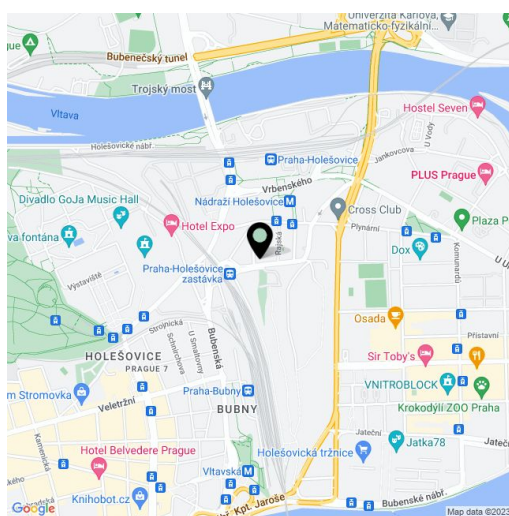 Univerzita Karlova,
Matematicko-fyzikální...
Bubenečský tunel
Trojský most
Vltava
Hostel Seven
Holešovické nábř.
Praha-Holešovice
Jankovcova
U Vody
PLUS Prague
Vrbenského
Divadlo GoJa Music Hall
Nádraží Holešovice
Cross Club
Plaza P
va fontána
Hotel Expo
Rajská
Plynární
Dox
Komunardů
U U
Praha-Holešovice
zastávka
Výstaviště
Osada
Přístavní
Strojnická
U Smaltovny
Schnirchova
Bubenská
HOLEŠOVICE
PRAGUE 7
Sir Toby's
m Stromovka
Veletržní
Praha-Bubny
VNITROBLOCK
BUBNY
Krokodýlí ZOO Praha
Kamenická
Jateční
Jatka78
Jateč
Hotel Belvedere Prague
Vltavská
Holešovická tržnice
Knihobot.cz
Kpt. Jaroše
Bubenské nábř.
Google
Map data ©2023